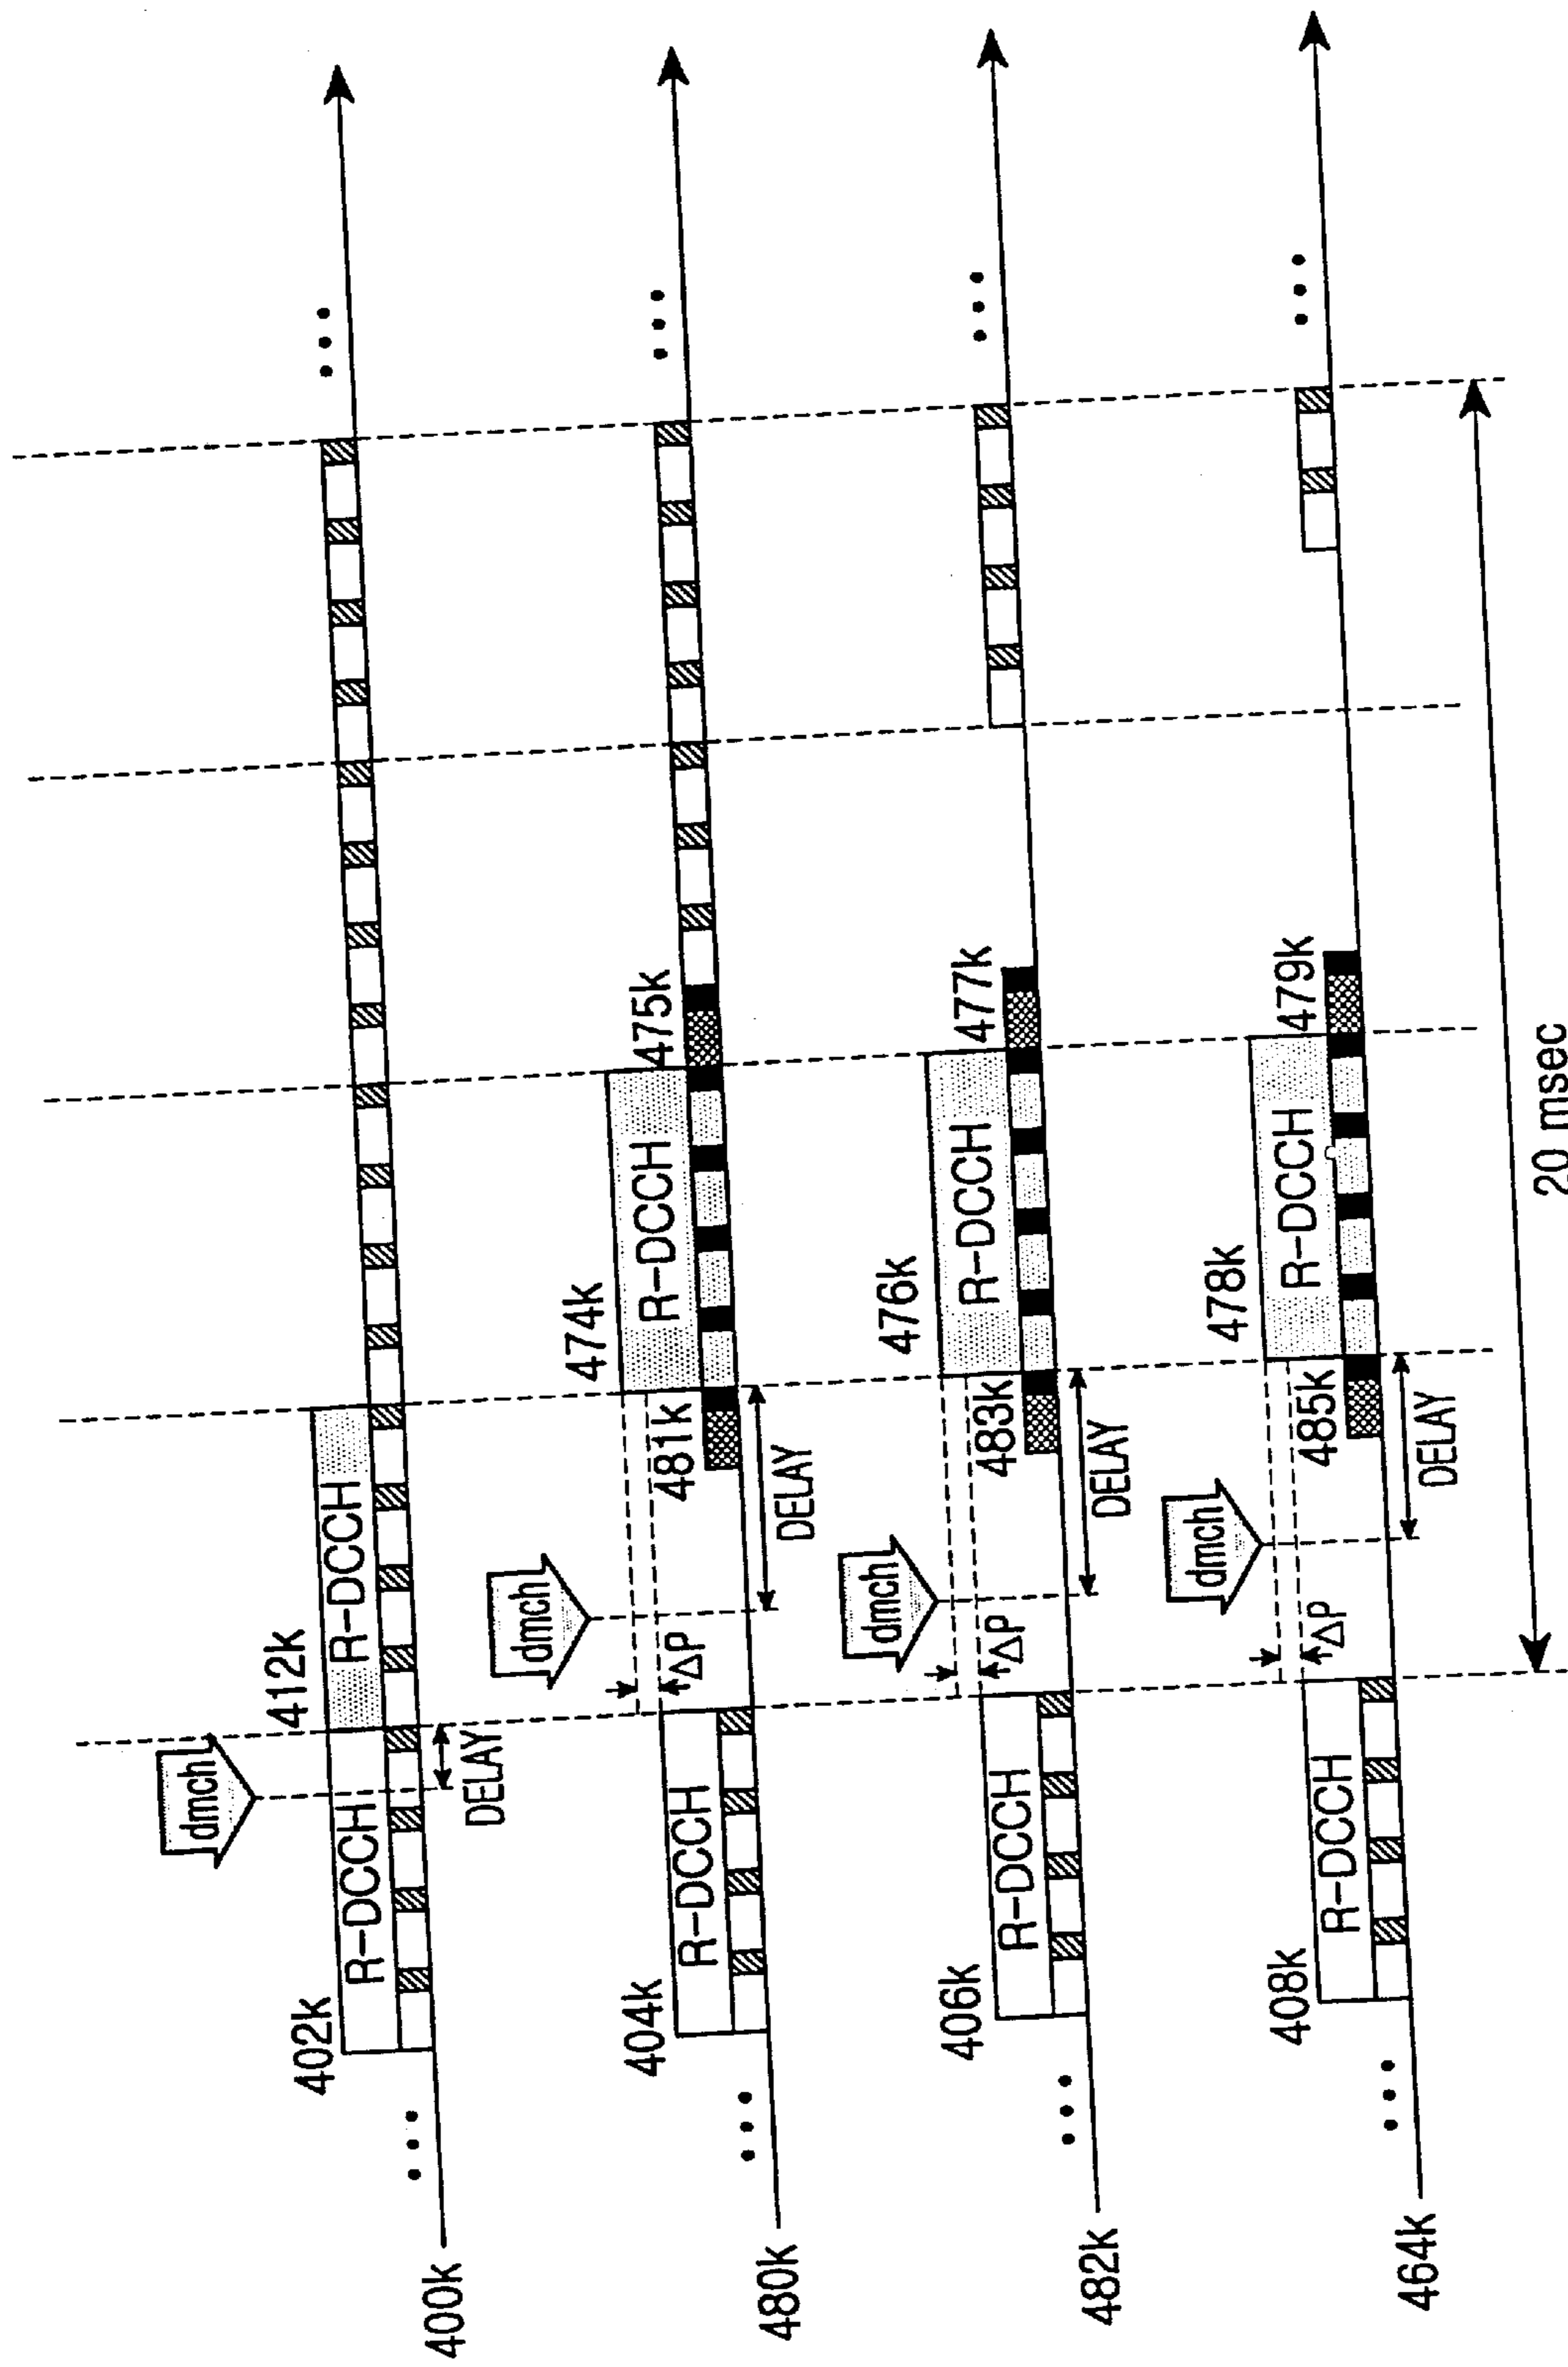 402k
R-DCCH
dmch
412k
R-DCCH
DELAY
400k
404k
R-DCCH
dmch
ΔP
481k
474k
R-DCCH
475k
DELAY
480k
406k
R-DCCH
dmch
ΔP
483k
476k
R-DCCH
477k
DELAY
482k
408k
R-DCCH
dmch
ΔP
485k
478k
R-DCCH
479k
DELAY
464k
20 msec